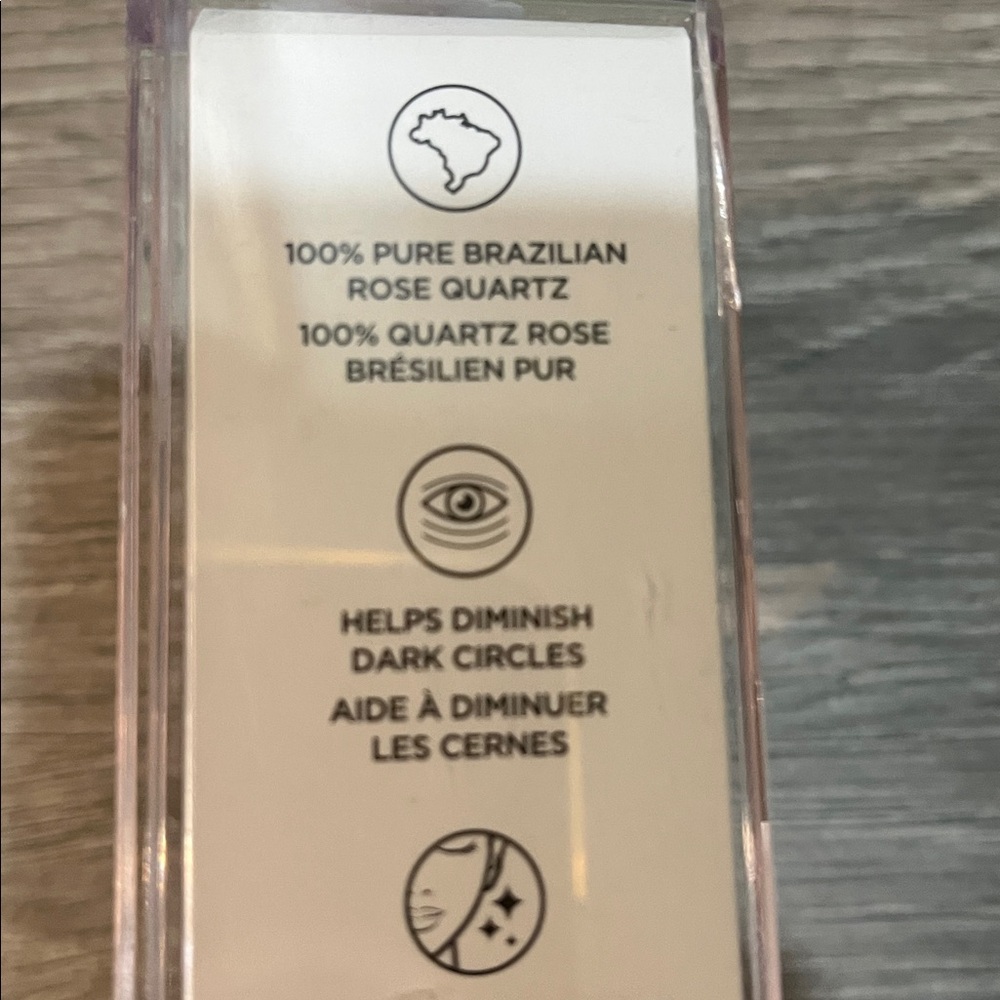 100% PURE BRAZILIAN
ROSE QUARTZ
100% QUARTZ ROSE
BRÉSILIEN PUR
HELPS DIMINISH
DARK CIRCLES
AIDE À DIMINUER
LES CERNES